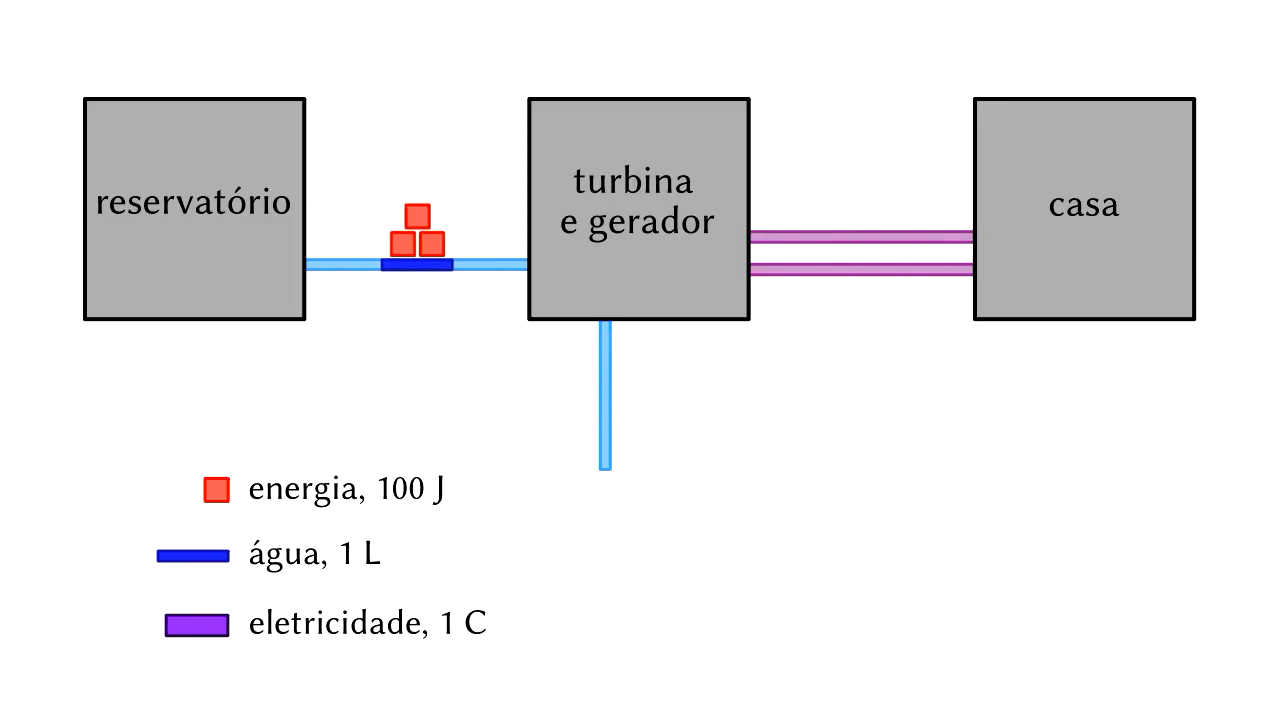 reservatório
turbina
e gerador
casa
energia, 100 J
água, 1 L
eletricidade, 1 C